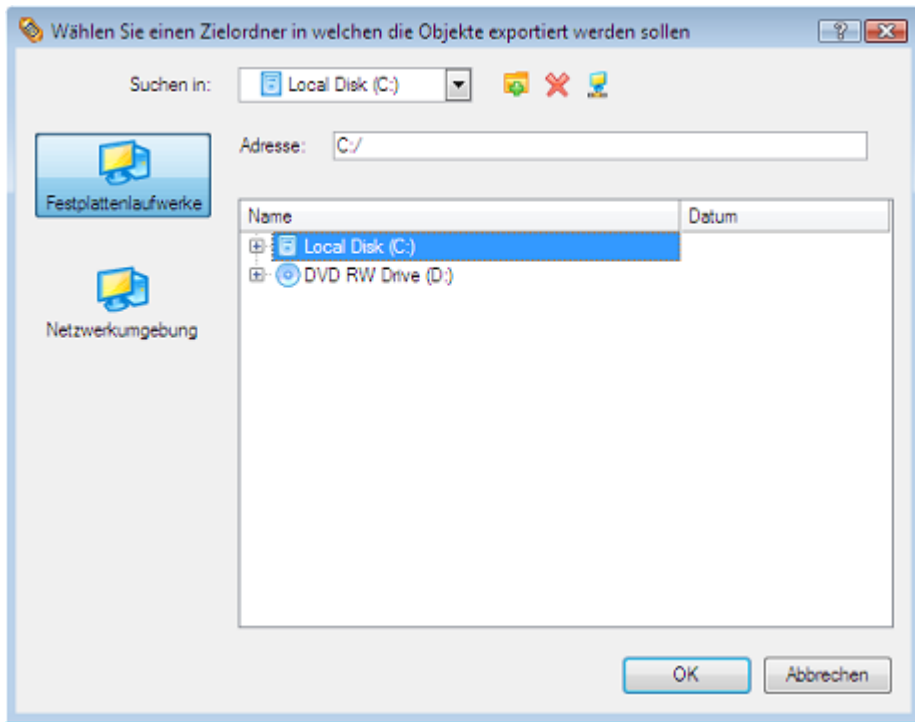 Wählen Sie einen Zielordner in welchen die Objekte exportiert werden sollen
Suchen in: Local Disk (C:)
Adresse: C:/
Festplattenlaufwerke
Netzwerkumgebung
Name Datum
Local Disk (C:)
DVD RW Drive (D:)
OK Abbrechen